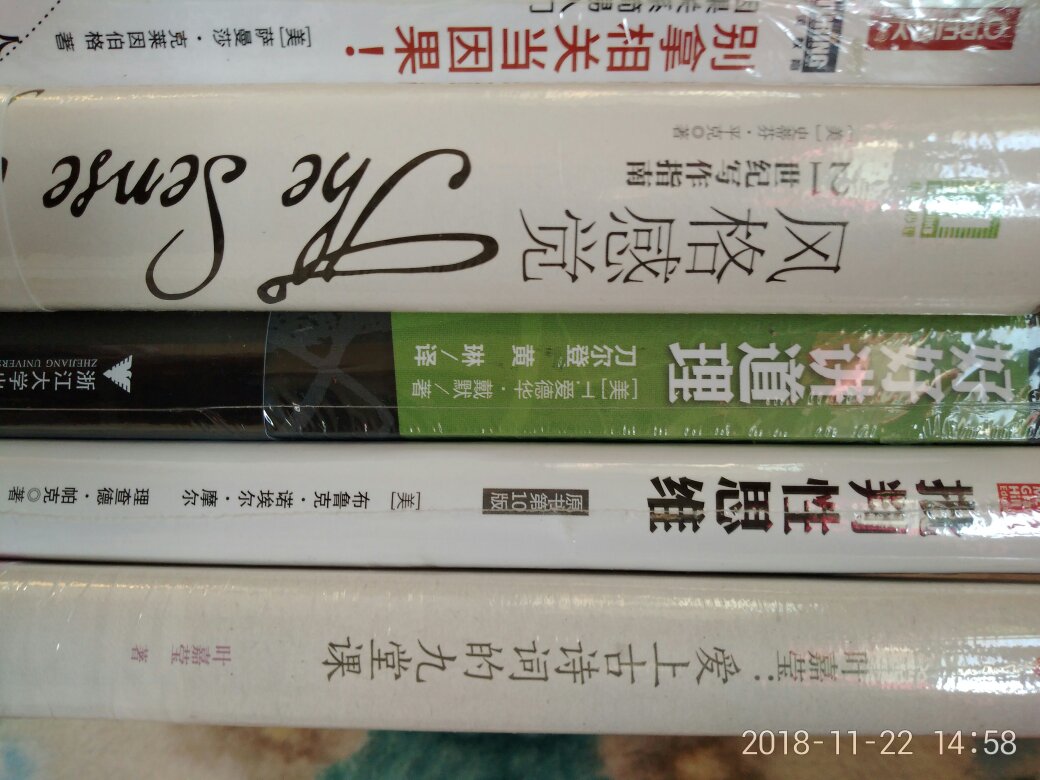 O'REILLY
别拿相关当因果！
[美]萨曼莎·克莱因伯格 著
风格感觉
21世纪写作指南
[美]史蒂芬·平克◎著
The Sense
好好讲道理
[美]T.爱德华·戴默/著
刀尔登 黄琳/译
浙江大学出
ZHEJIANG UNIVERS
批判性思维
原书第10版
[美] 布鲁克·诺埃尔·摩尔
理查德·帕克◎著
叶嘉莹：爱上古诗词的九堂课
叶嘉莹 著
2018-11-22 14:58